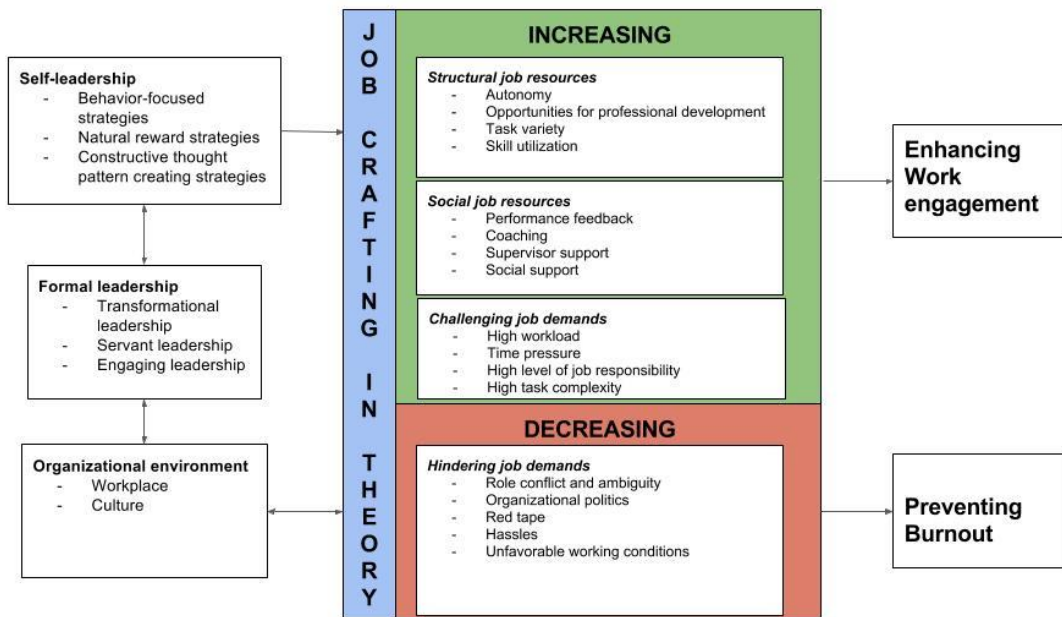 Self-leadership
- Behavior-focused
strategies
- Natural reward strategies
- Constructive thought
pattern creating strategies
Formal leadership
- Transformational
leadership
- Servant leadership
- Engaging leadership
Organizational environment
- Workplace
- Culture
JOB CRAFTING IN THEORY
INCREASING
Structural job resources
- Autonomy
- Opportunities for professional development
- Task variety
- Skill utilization
Social job resources
- Performance feedback
- Coaching
- Supervisor support
- Social support
Challenging job demands
- High workload
- Time pressure
- High level of job responsibility
- High task complexity
DECREASING
Hindering job demands
- Role conflict and ambiguity
- Organizational politics
- Red tape
- Hassles
- Unfavorable working conditions
Enhancing
Work
engagement
Preventing
Burnout